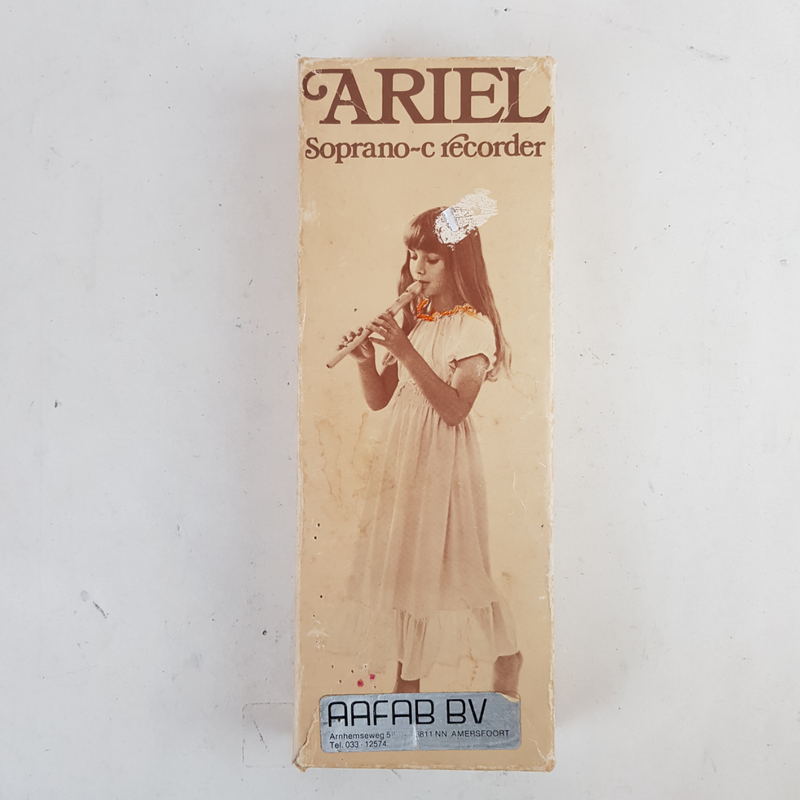 ARIEL
Soprano-c recorder
AAFAB BV
Arnhemseweg 5 811 NN AMERSFOORT
Tel. 033 - 12574